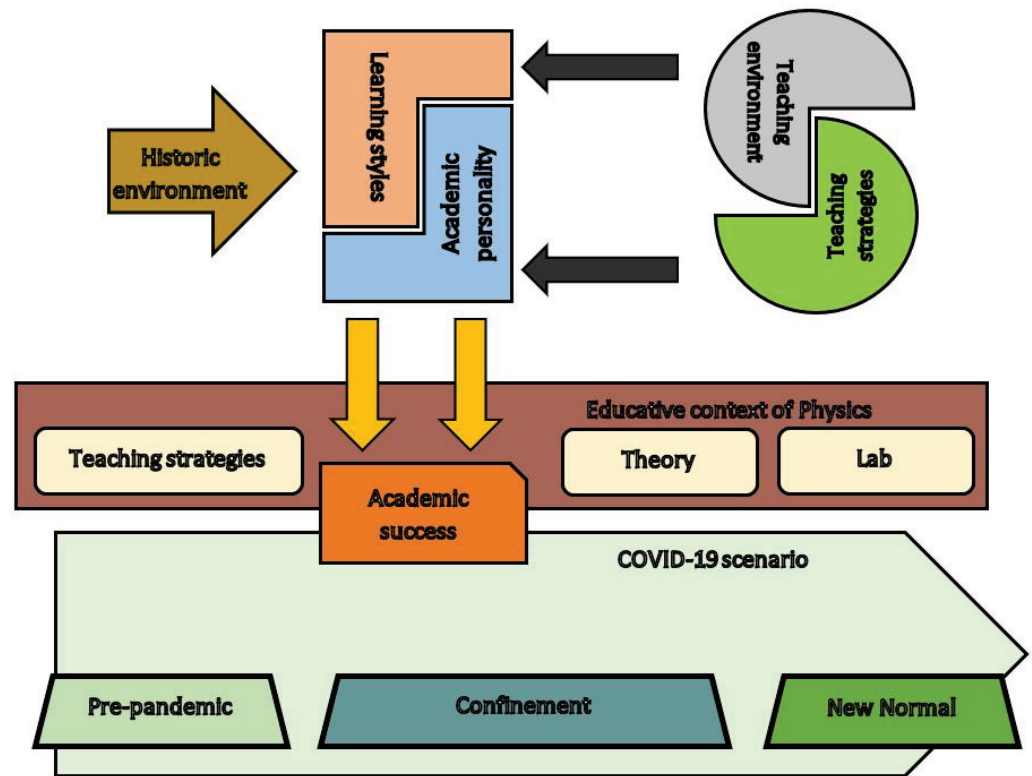 Learning styles
Academic
personality
Teaching
environment
Teaching
strategies
Historic
environment
Educative context of Physics
Teaching strategies
Theory
Lab
Academic
success
COVID-19 scenario
Pre-pandemic
Confinement
New Normal